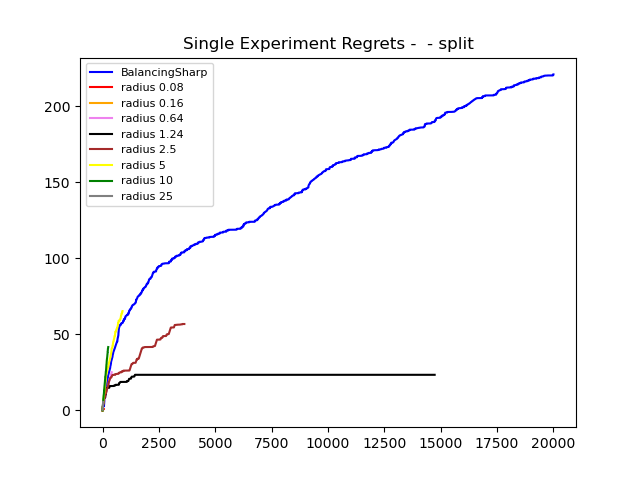 Single Experiment Regrets -  - split
BalancingSharp
radius 0.08
radius 0.16
radius 0.64
radius 1.24
radius 2.5
radius 5
radius 10
radius 25
200
150
100
50
0
0 2500 5000 7500 10000 12500 15000 17500 20000